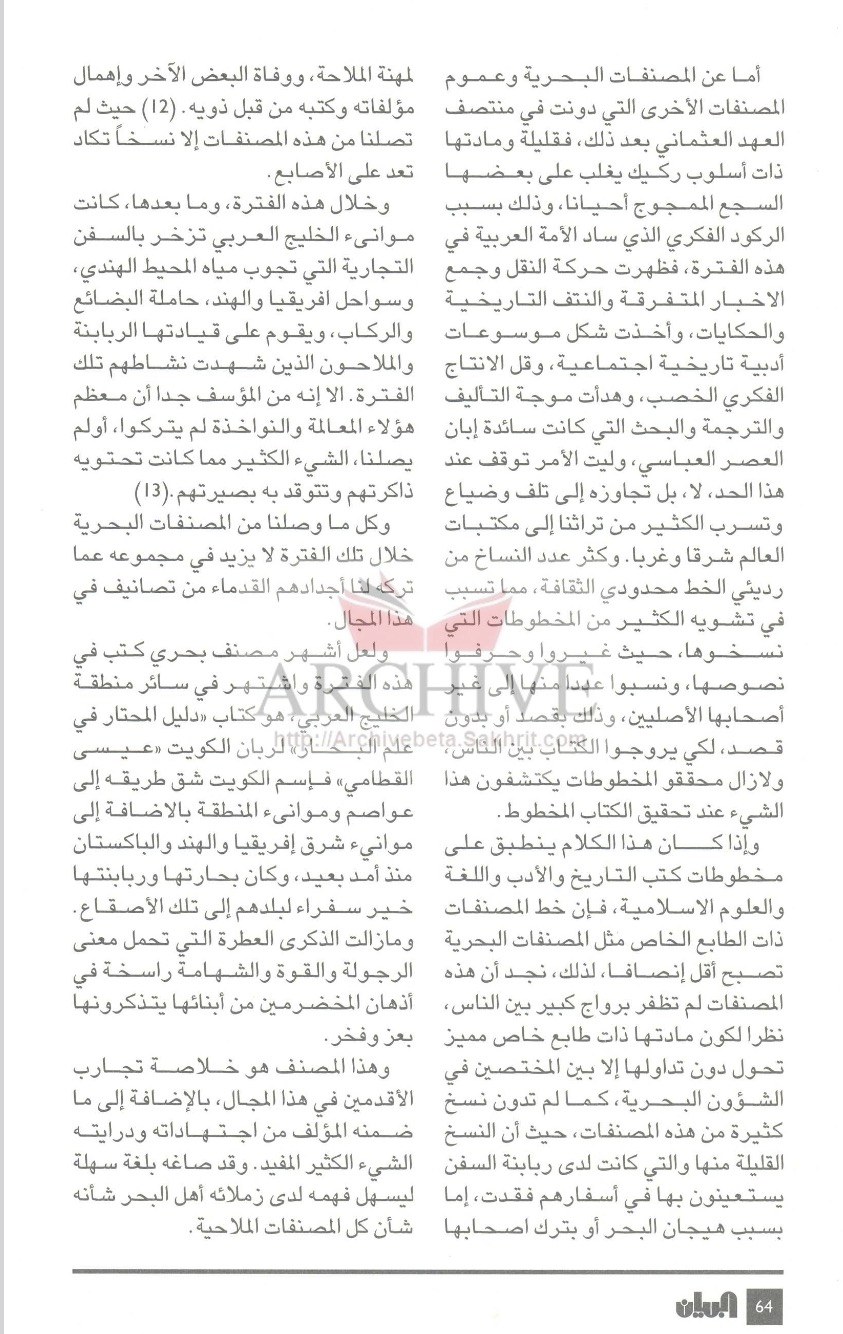 أما عن المصنفات البحرية وعموم
المصنفات الأخرى التي دونت في منتصف
العهد العثماني بعد ذلك، فقليلة ومادتها
ذات أسلوب ركيك يغلب على بعضها
السجع الممجوج أحيانا، وذلك بسبب
الركود الفكري الذي ساد الأمة العربية في
هذه الفترة، فظهرت حركة النقل وجمع
الاخبار المتفرقة والنتف التاريخية
والحكايات، وأخذت شكل موسوعات
أدبية تاريخية اجتماعية، وقل الانتاج
الفكري الخصب، وهدأت موجة التأليف
والترجمة والبحث التي كانت سائدة إبان
العصر العباسي، وليت الأمر توقف عند
هذا الحد، لا، بل تجاوزه إلى تلف وضياع
وتسرب الكثير من تراثنا إلى مكتبات
العالم شرقا وغربا. وكثر عدد النساخ من
رديئي الخط محدودي الثقافة، مما تسبب
في تشويه الكثير من المخطوطات التي
نسخوها، حيث غيروا وحرفوا
نصوصها، ونسبوا عددا منها إلى غير
أصحابها الأصليين، وذلك بقصد أو بدون
قصد، لكي يروجوا الكتاب بين الناس،
ولازال محققو المخطوطات يكتشفون هذا
الشيء عند تحقيق الكتاب المخطوط.
وإذا كان هذا الكلام ينطبق على
مخطوطات كتب التاريخ والأدب واللغة
والعلوم الاسلامية، فإن خط المصنفات
ذات الطابع الخاص مثل المصنفات البحرية
تصبح أقل إنصافا، لذلك، نجد أن هذه
المصنفات لم تظفر برواج كبير بين الناس،
نظرا لكون مادتها ذات طابع خاص مميز
تحول دون تداولها إلا بين المختصين في
الشؤون البحرية، كما لم تدون نسخ
كثيرة من هذه المصنفات، حيث أن النسخ
القليلة منها والتي كانت لدى ربابنة السفن
يستعينون بها في أسفارهم فقدت، إما
بسبب هيجان البحر أو بترك اصحابها
لمهنة الملاحة، ووفاة البعض الآخر وإهمال
مؤلفاته وكتبه من قبل ذويه. (12) حيث لم
تصلنا من هذه المصنفات إلا نسخاً تكاد
تعد على الأصابع.
وخلال هذه الفترة، وما بعدها، كانت
موانىء الخليج العربي تزخر بالسفن
التجارية التي تجوب مياه المحيط الهندي،
وسواحل افريقيا والهند، حاملة البضائع
والركاب، ويقوم على قيادتها الربابنة
والملاحون الذين شهدت نشاطهم تلك
الفترة. الا إنه من المؤسف جدا أن معظم
هؤلاء المعالمة والنواخذة لم يتركوا، أولم
يصلنا، الشيء الكثير مما كانت تحتويه
ذاكرتهم وتتوقد به بصيرتهم.(13)
وكل ما وصلنا من المصنفات البحرية
خلال تلك الفترة لا يزيد في مجموعه عما
تركه لنا أجدادهم القدماء من تصانيف في
هذا المجال.
ولعل أشهر مصنف بحري كتب في
هذه الفترة واشتهر في سائر منطقة
الخليج العربي، هو كتاب «دليل المحتار في
علم البحار» لربان الكويت «عيسى
القطامي» فإسم الكويت شق طريقه إلى
عواصم وموانىء المنطقة بالاضافة إلى
موانيء شرق إفريقيا والهند والباكستان
منذ أمد بعيد، وكان بحارتها وربابنتها
خير سفراء لبلدهم إلى تلك الأصقاع.
ومازالت الذكرى العطرة التي تحمل معنى
الرجولة والقوة والشهامة راسخة في
أذهان المخضرمين من أبنائها يتذكرونها
بعز وفخر.
وهذا المصنف هو خلاصة تجارب
الأقدمين في هذا المجال، بالإضافة إلى ما
ضمنه المؤلف من اجتهاداته ودرايته
الشيء الكثير المفيد. وقد صاغه بلغة سهلة
ليسهل فهمه لدى زملائه أهل البحر شأنه
شأن كل المصنفات الملاحية.
ARCHIVE
http://Archivebeta.Sakhrit.com
64 البيان